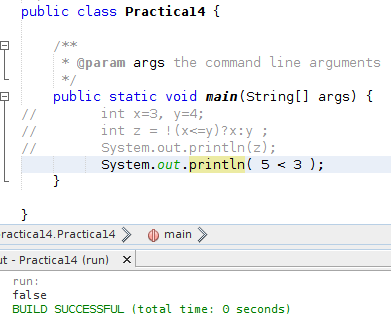 public class Practical4 {
/**
* @param args the command line arguments
*/
public static void main(String[] args) {
// int x=3, y=4;
// int z = !(x<=y)?x:y ;
// System.out.println(z);
System.out.println( 5 < 3 );
}
}
ractical4.Practical4 main
ut - Practical4 (run) ×
run:
false
BUILD SUCCESSFUL (total time: 0 seconds)